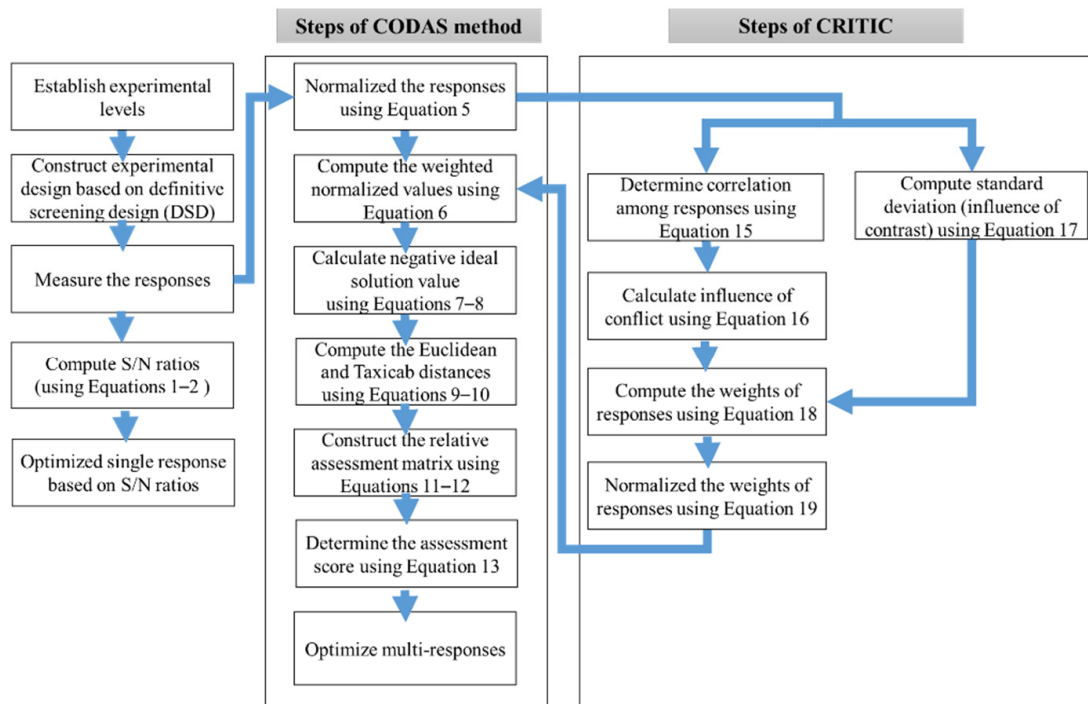 Steps of CODAS method
Steps of CRITIC
Establish experimental
levels
Construct experimental
design based on definitive
screening design (DSD)
Measure the responses
Compute S/N ratios
(using Equations 1–2 )
Optimized single response
based on S/N ratios
Normalized the responses
using Equation 5
Compute the weighted
normalized values using
Equation 6
Calculate negative ideal
solution value
using Equations 7–8
Compute the Euclidean
and Taxicab distances
using Equations 9–10
Construct the relative
assessment matrix using
Equations 11–12
Determine the assessment
score using Equation 13
Optimize multi-responses
Determine correlation
among responses using
Equation 15
Calculate influence of
conflict using Equation 16
Compute the weights of
responses using Equation 18
Normalized the weights of
responses using Equation 19
Compute standard
deviation (influence of
contrast) using Equation 17